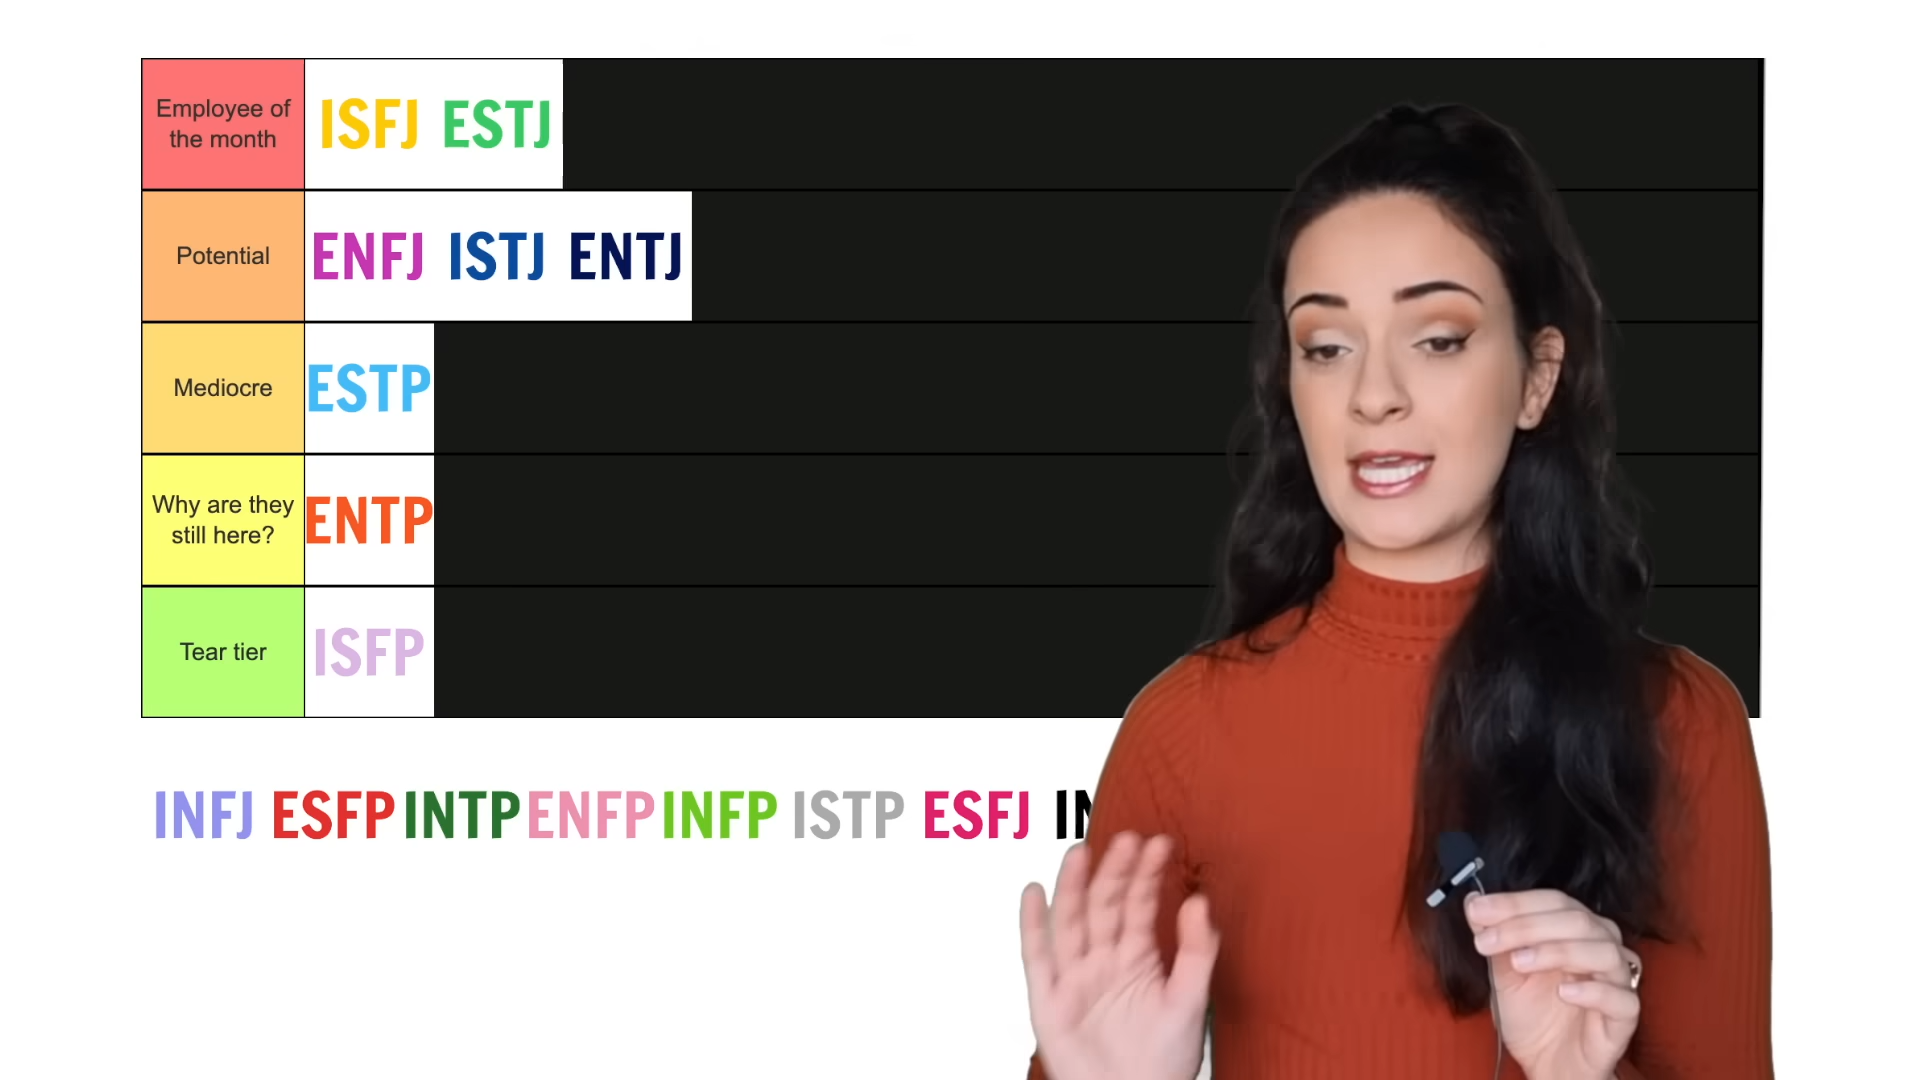 Employee of
the month
ISFJ ESTJ
Potential
ENFJ ISTJ ENTJ
Mediocre
ESTP
Why are they
still here?
ENTP
Tear tier
ISFP
INFJ ESFP INTP ENFP INFP ISTP ESFJ